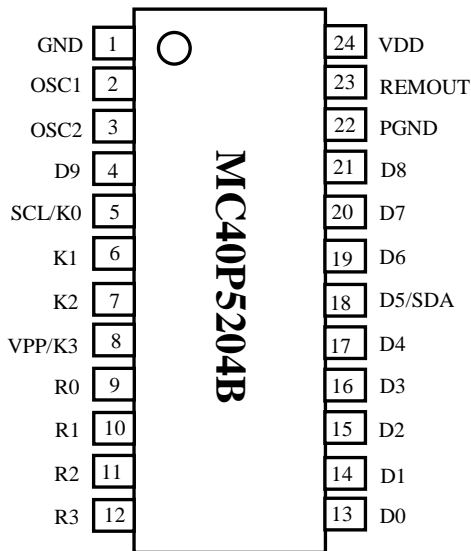 GND 1 24 VDD
OSC1 2 23 REMOUT
OSC2 3 22 PGND
D9 4 21 D8
SCL/K0 5 20 D7
K1 6 19 D6
K2 7 18 D5/SDA
VPP/K3 8 17 D4
R0 9 16 D3
R1 10 15 D2
R2 11 14 D1
R3 12 13 D0
MC40P5204B